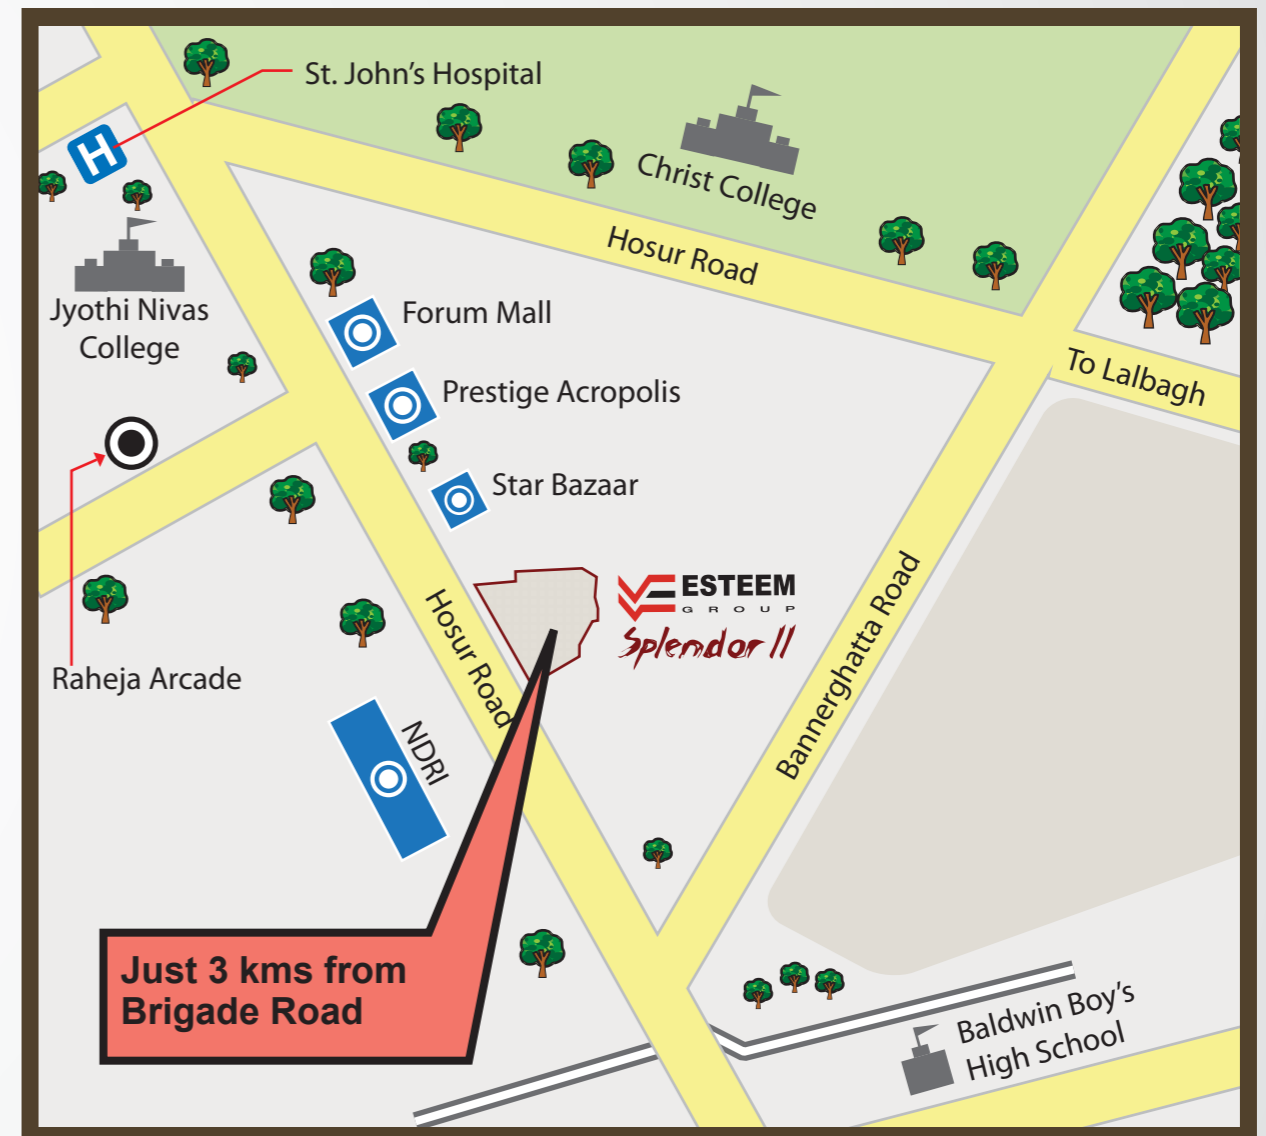 St. John's Hospital
H
Christ College
Hosur Road
Jyothi Nivas
College
Forum Mall
To Lalbagh
Prestige Acropolis
Star Bazaar
ESTEEM
GROUP
Splendor II
Hosur Road
Bannerghatta Road
Raheja Arcade
NDRI
Just 3 kms from
Brigade Road
Baldwin Boy's
High School